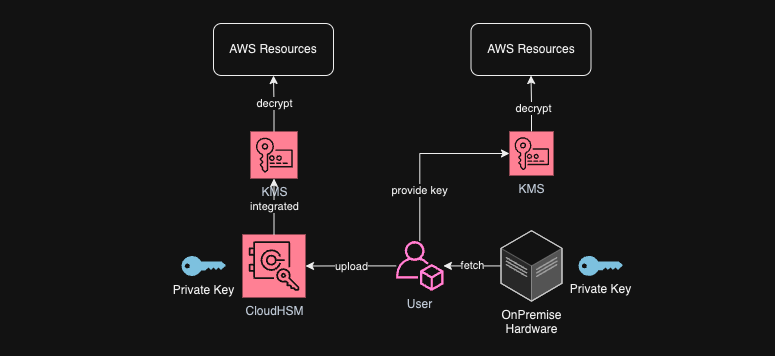 AWS Resources
AWS Resources
decrypt
decrypt
KMS
KMS
provide key
integrated
upload
fetch
Private Key
CloudHSM
User
Private Key
OnPremise
Hardware